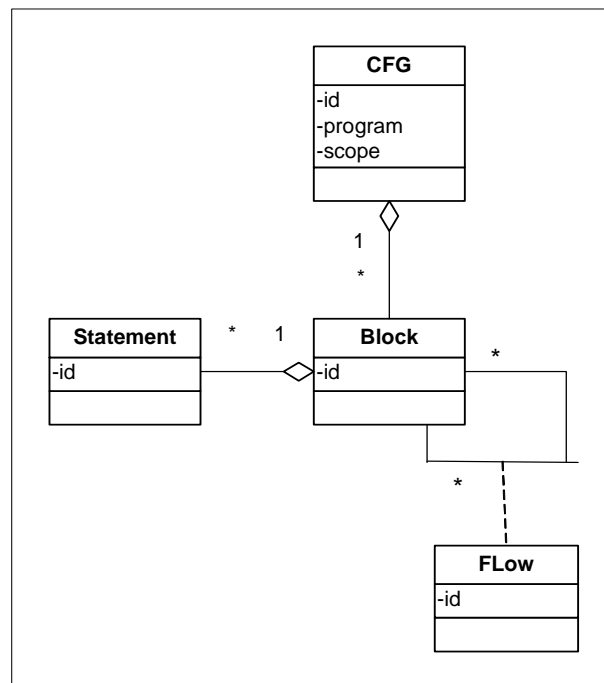 CFG
-id
-program
-scope
1
*
Statement
-id
*
1
Block
-id
*
*
FLow
-id